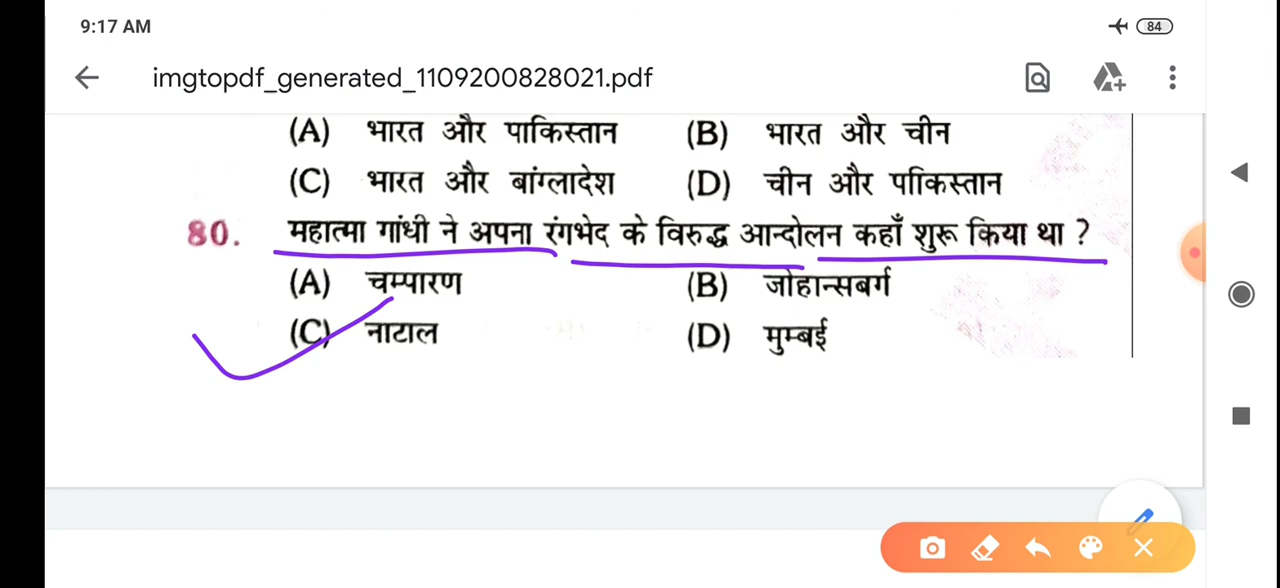 9:17 AM 84
imgtopdf_generated_1109200828021.pdf
(A) भारत और पाकिस्तान (B) भारत और चीन
(C) भारत और बांग्लादेश (D) चीन और पाकिस्तान
80. महात्मा गांधी ने अपना रंगभेद के विरुद्ध आन्दोलन कहाँ शुरू किया था ?
(A) चम्पारण (B) जोहान्सबर्ग
(C) नाटाल (D) मुम्बई